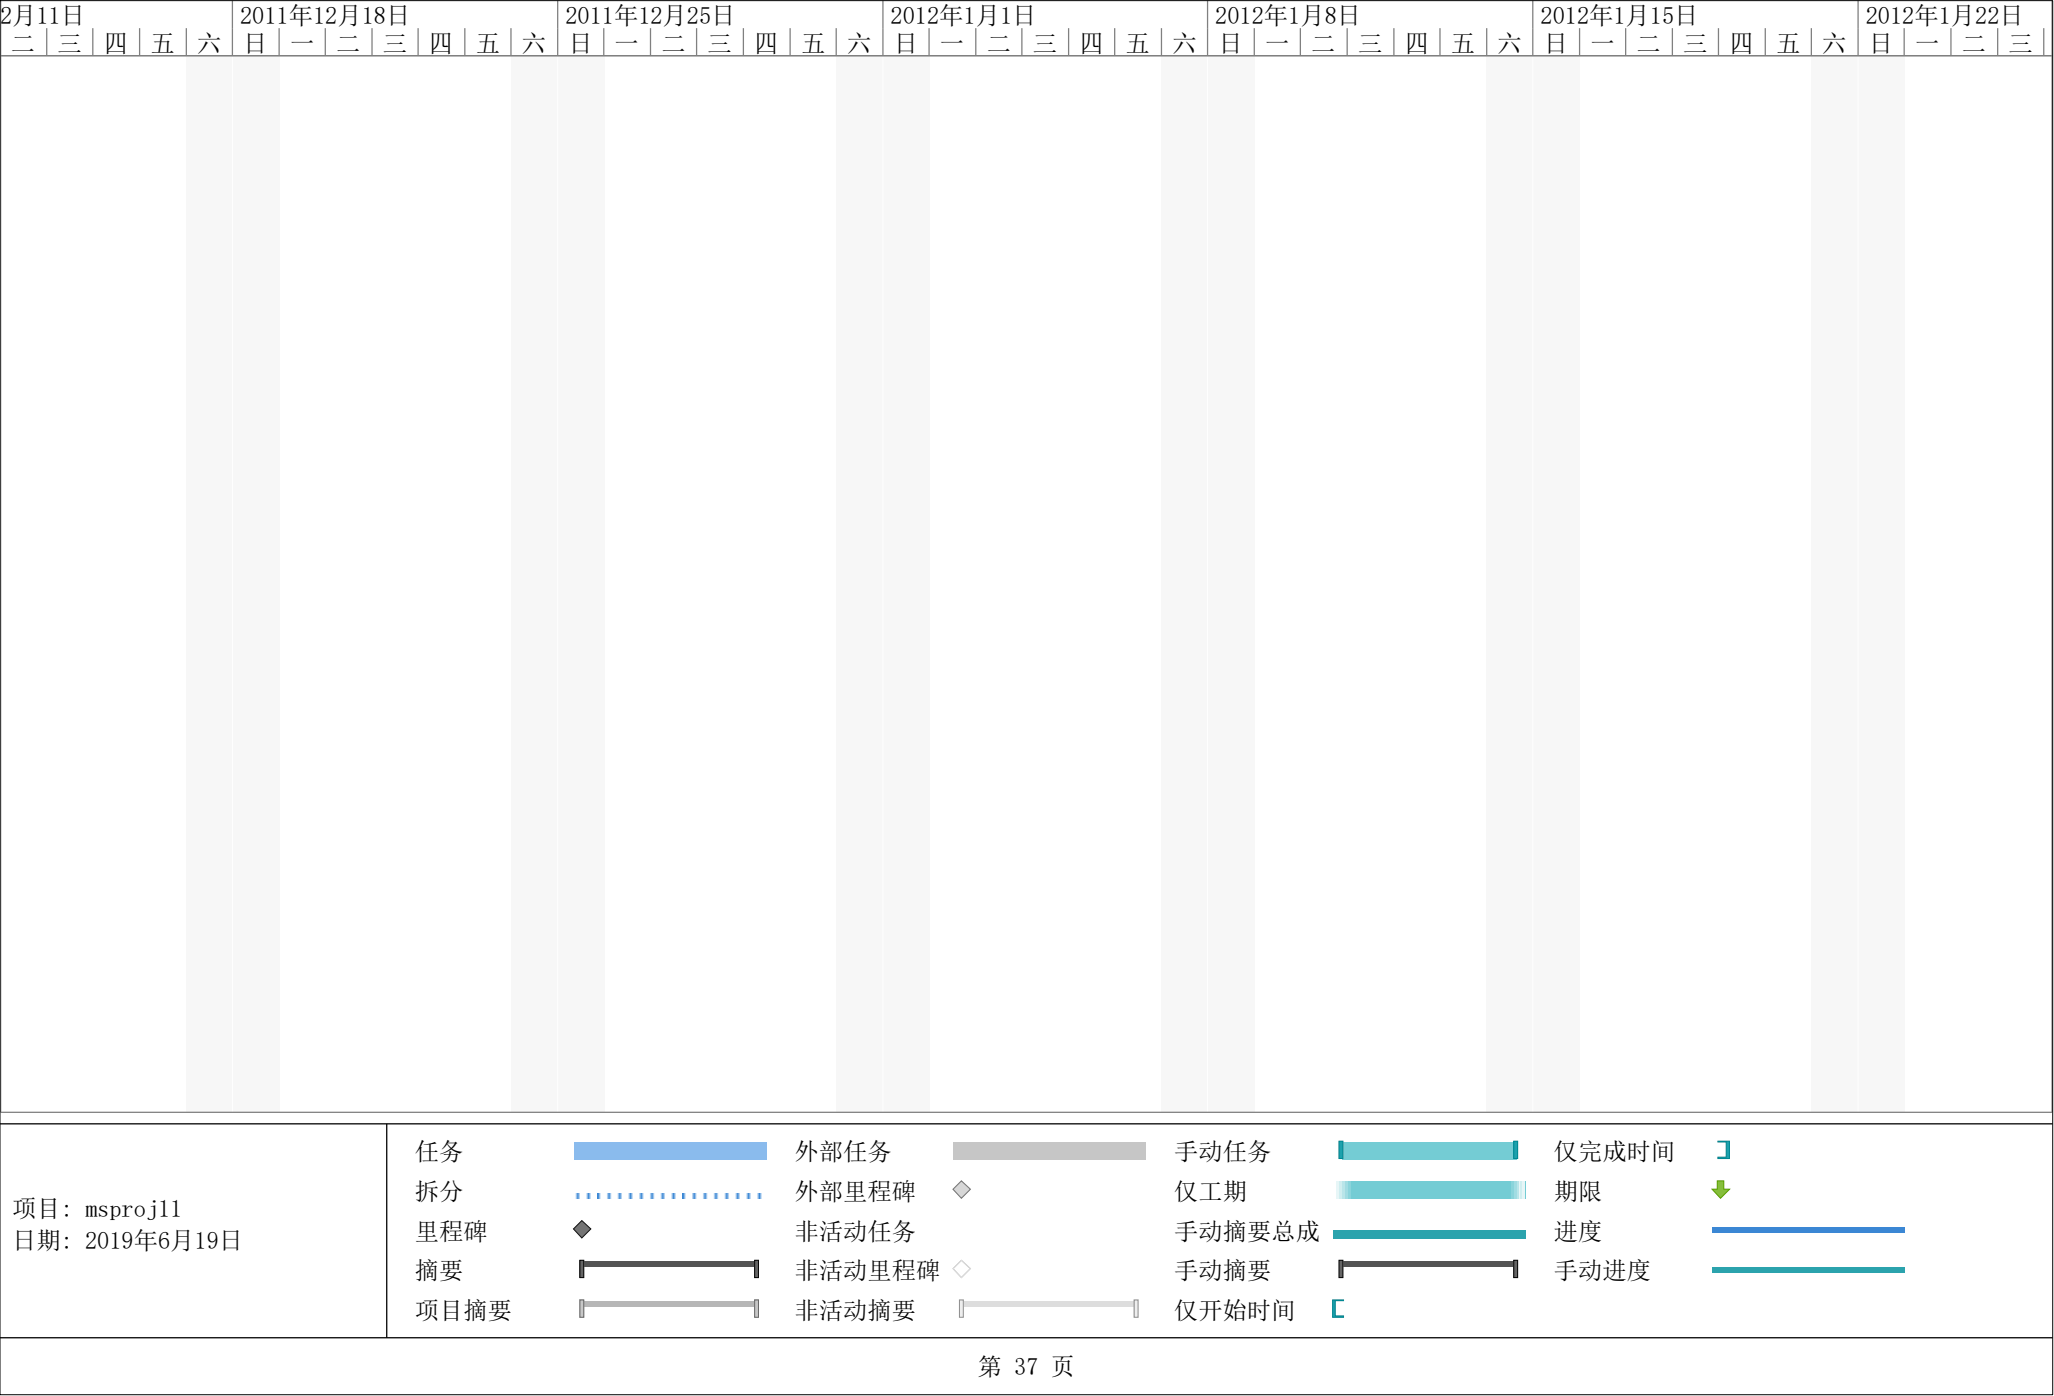 2月11日 2011年12月18日 2011年12月25日 2012年1月1日 2012年1月8日 2012年1月15日 2012年1月22日
二 三 四 五 六 日 一 二 三 四 五 六 日 一 二 三 四 五 六 日 一 二 三 四 五 六 日 一 二 三 四 五 六 日 一 二 三 四 五 六 日 一 二 三
任务 外部任务 手动任务 仅完成时间
拆分 外部里程碑 仅工期 期限
项目: msproj11
里程碑 非活动任务 手动摘要总成 进度
日期: 2019年6月19日
摘要 非活动里程碑 手动摘要 手动进度
项目摘要 非活动摘要 仅开始时间
第 37 页